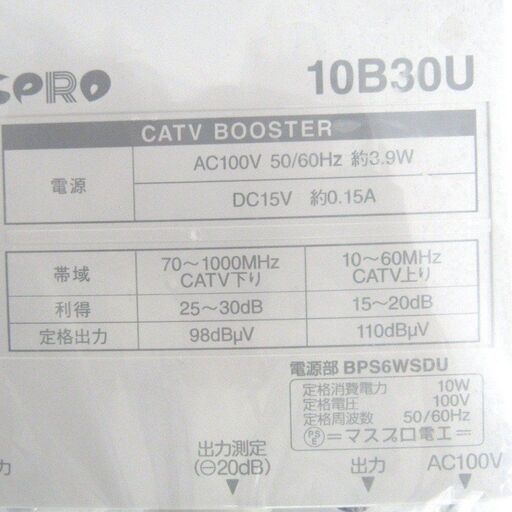 SPRO 10B30U
CATV BOOSTER
電源 AC100V 50/60Hz 約3.9W
DC15V 約0.15A
帯域 70～1000MHz CATV下り 10～60MHz CATV上り
利得 25～30dB 15～20dB
定格出力 98dBμV 110dBμV
電源部 BPS6WSDU
定格消費電力 10W
定格電圧 100V
定格周波数 50/60Hz
PSE =マスプロ電工=
力 出力測定 出力 AC100V
(⊖20dB)